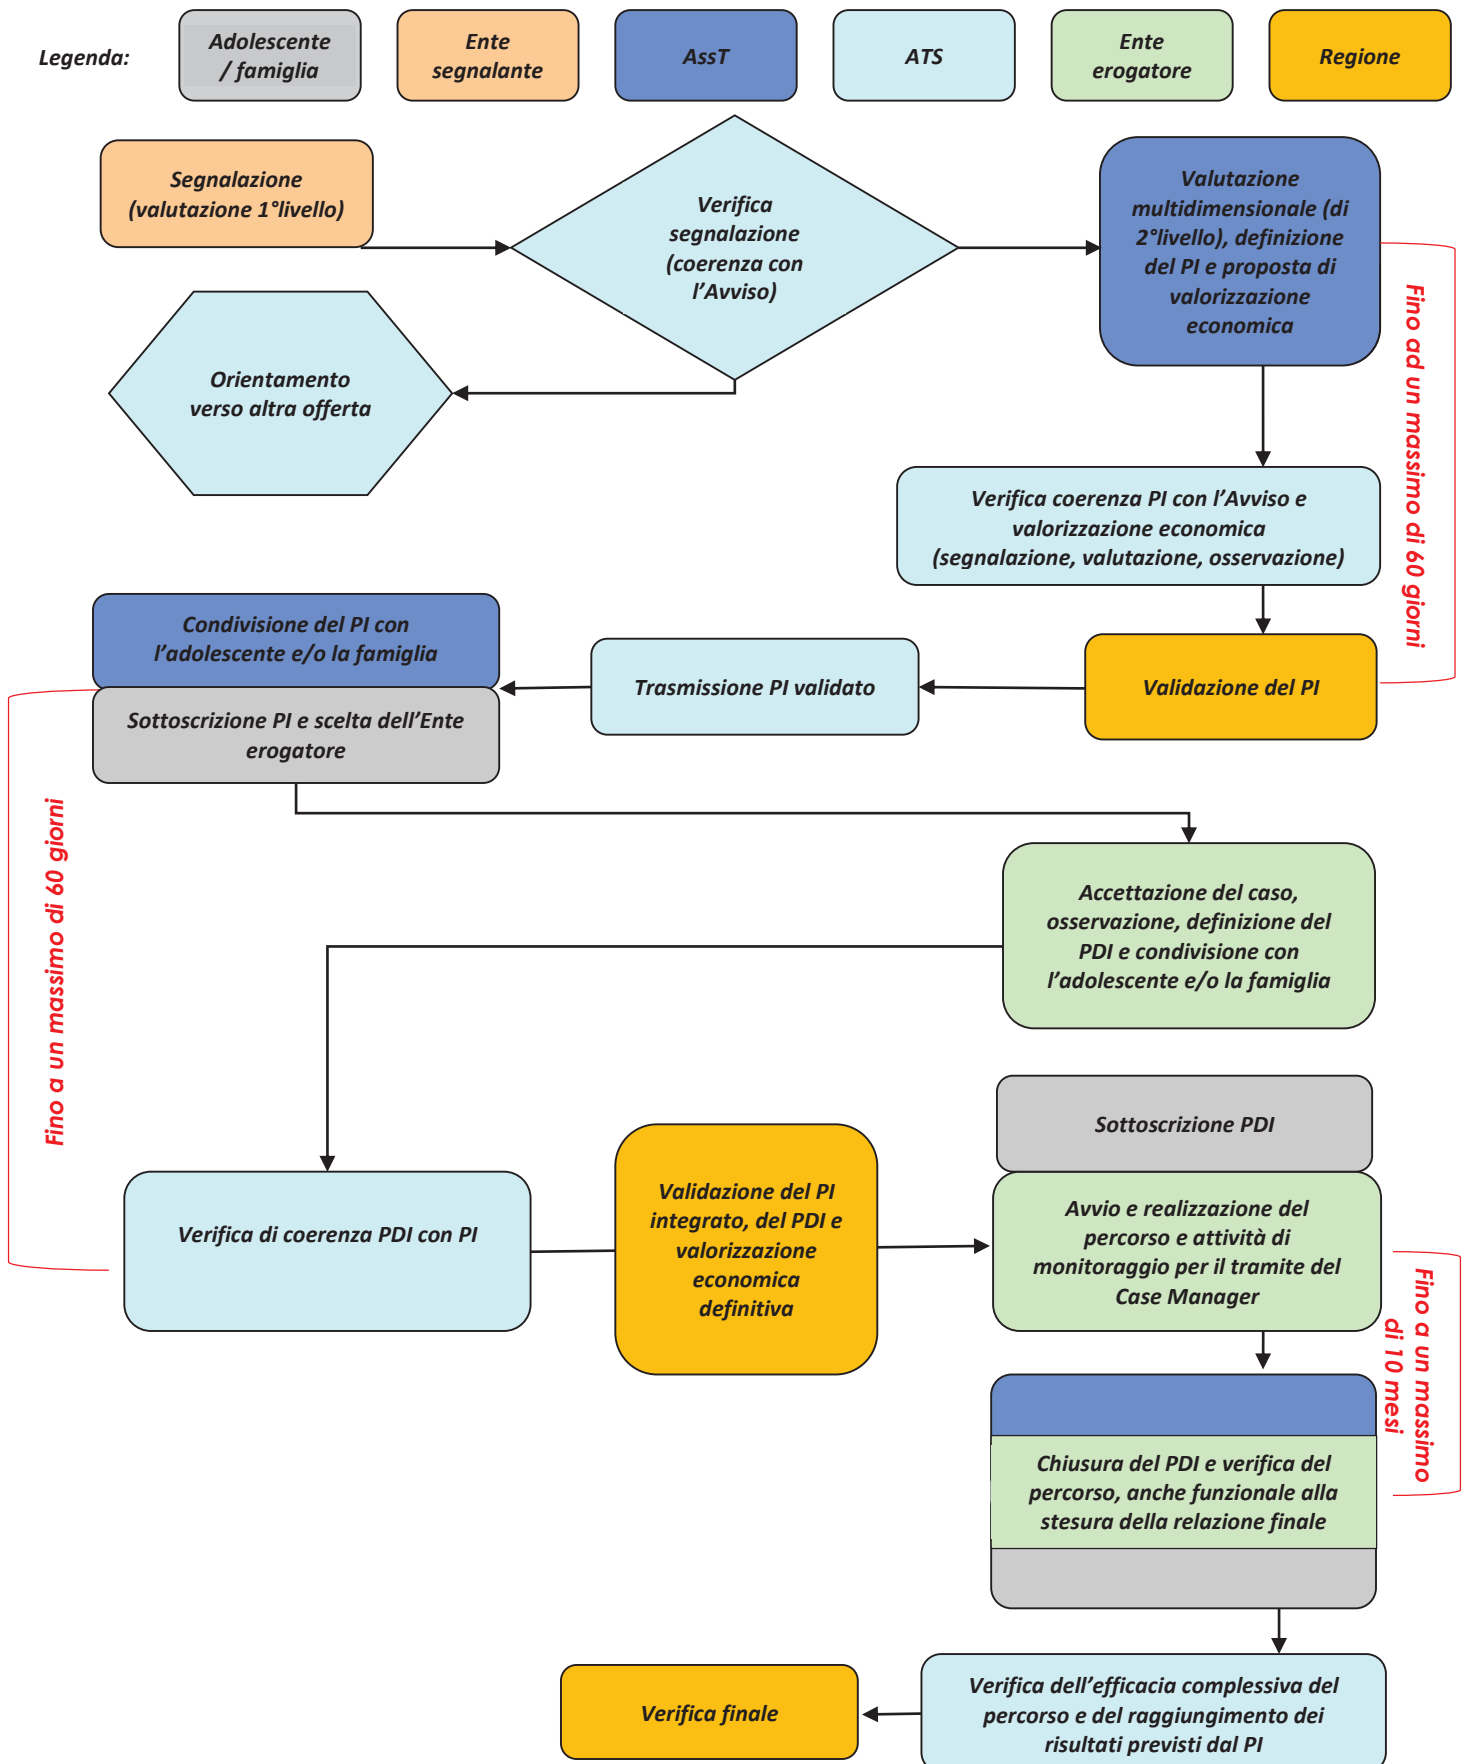 Legenda:
Adolescente
/ famiglia
Ente
segnalante
AssT
ATS
Ente
erogatore
Regione
Segnalazione
(valutazione 1°livello)
Verifica
segnalazione
(coerenza con
l'Avviso)
Valutazione
multidimensionale (di
2°livello), definizione
del PI e proposta di
valorizzazione
economica
Fino ad un massimo di 60 giorni
Orientamento
verso altra offerta
Verifica coerenza PI con l'Avviso e
valorizzazione economica
(segnalazione, valutazione, osservazione)
Validazione del PI
Trasmissione PI validato
Condivisione del PI con
l'adolescente e/o la famiglia
Sottoscrizione PI e scelta dell'Ente
erogatore
Fino a un massimo di 60 giorni
Accettazione del caso,
osservazione, definizione del
PDI e condivisione con
l'adolescente e/o la famiglia
Verifica di coerenza PDI con PI
Validazione del PI
integrato, del PDI e
valorizzazione
economica
definitiva
Sottoscrizione PDI
Avvio e realizzazione del
percorso e attività di
monitoraggio per il tramite del
Case Manager
Fino a un massimo
di 10 mesi
Chiusura del PDI e verifica del
percorso, anche funzionale alla
stesura della relazione finale
Verifica dell'efficacia complessiva del
percorso e del raggiungimento dei
risultati previsti dal PI
Verifica finale